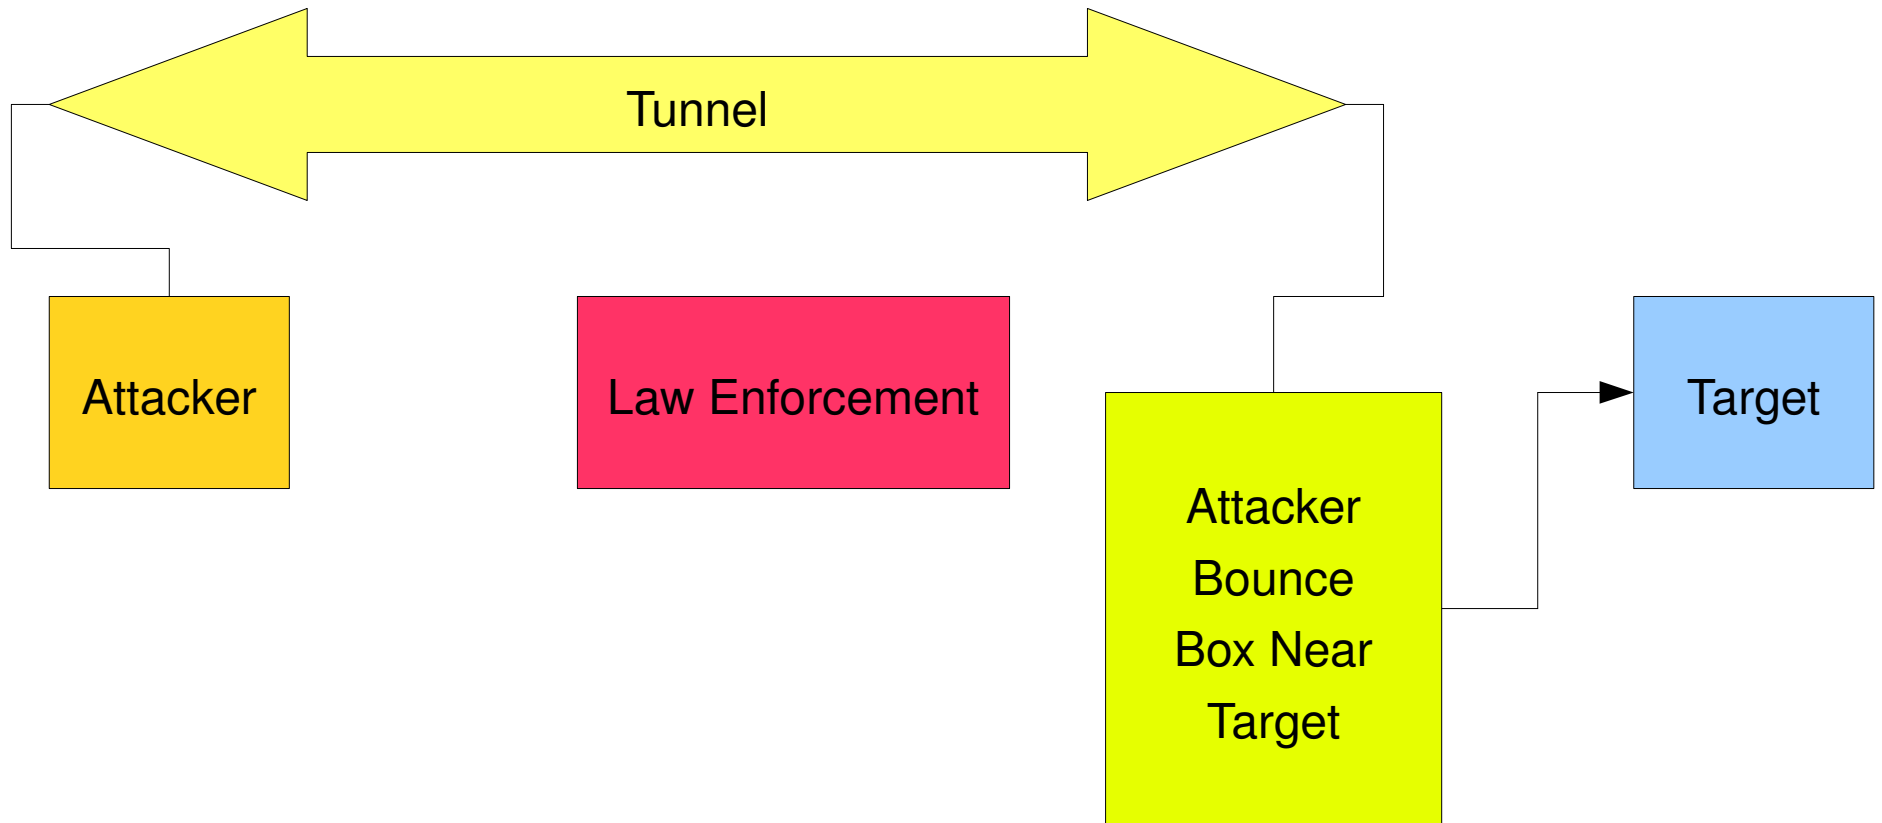 Tunnel
Attacker
Law Enforcement
Target
Attacker
Bounce
Box Near
Target